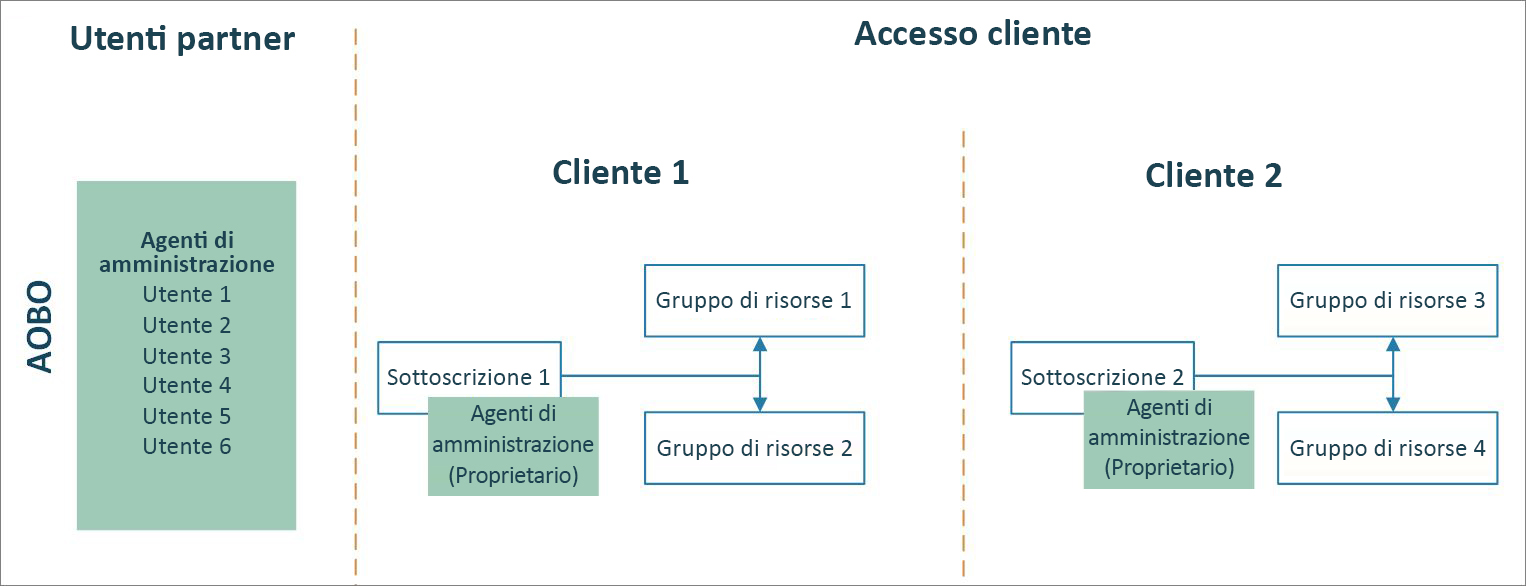 Utenti partner
Accesso cliente
AOBO
Agenti di
amministrazione
Utente 1
Utente 2
Utente 3
Utente 4
Utente 5
Utente 6
Cliente 1
Gruppo di risorse 1
Sottoscrizione 1
Agenti di
amministrazione
(Proprietario)
Gruppo di risorse 2
Cliente 2
Gruppo di risorse 3
Sottoscrizione 2
Agenti di
amministrazione
(Proprietario)
Gruppo di risorse 4